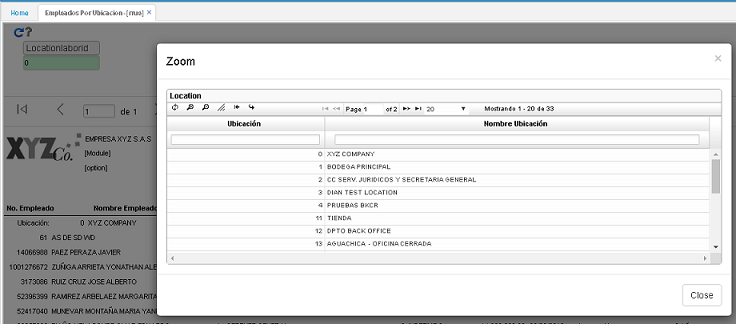 Home
Empleados Por Ubicacion - [rruo] ×
Locationlaborid
0
1 de 1
XYZ Co.
EMPRESA XYZ S.A.S
[Module]
[option]
No. Empleado Nombre Empleado
Ubicación: 0 XYZ COMPANY
61 AS DE SD WD
14066988 PAEZ PERAZA JAVIER
1001276672 ZUÑIGA ARRIETA YONATHAN ALE
3173086 RUIZ CRUZ JOSE ALBERTO
52396399 RAMIREZ ARBELAEZ MARGARITA
52417040 MUNEVAR MONTAÑA MARIA YA
Zoom ×
Location
Page 1 of 2 20 Mostrando 1 - 20 de 33
Ubicación Nombre Ubicación
0 XYZ COMPANY
1 BODEGA PRINCIPAL
2 CC SERV. JURIDICOS Y SECRETARIA GENERAL
3 DIAN TEST LOCATION
4 PRUEBAS BKCR
11 TIENDA
12 DPTO BACK OFFICE
13 AGUACHICA - OFICINA CERRADA
Close